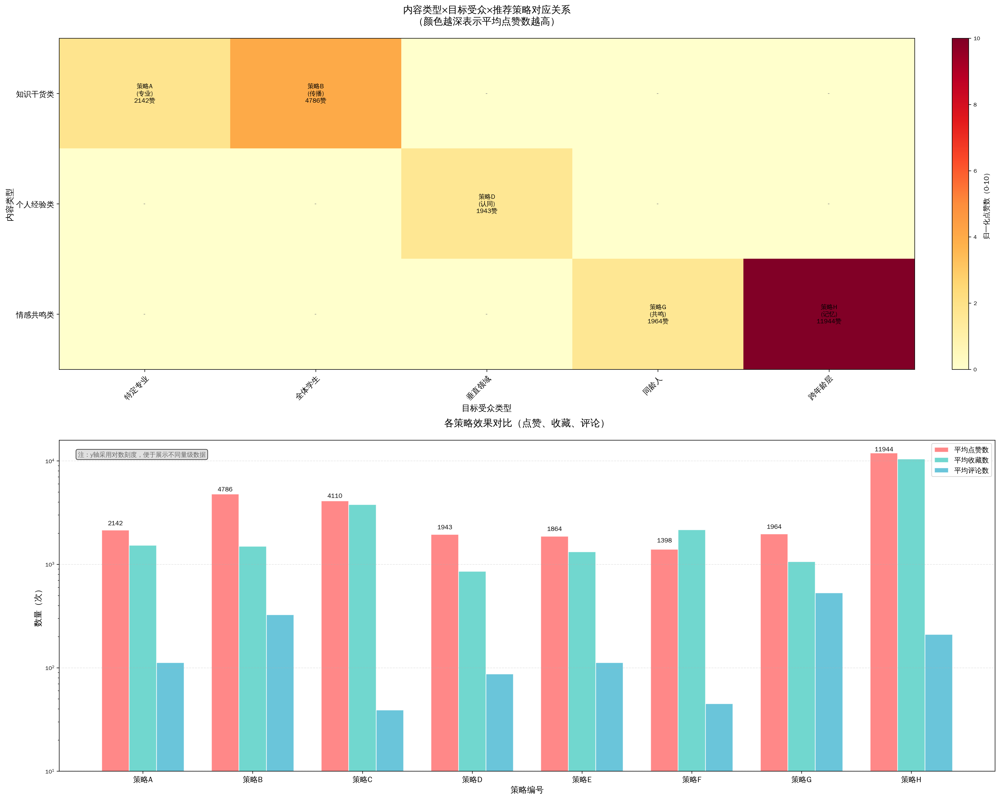 内容类型×目标受众×推荐策略对应关系
（颜色越深表示平均点赞数越高）
内容类型
知识干货类
策略A
(专业)
2142赞
策略B
(传播)
4786赞
-
-
-
个人经验类
-
-
策略D
(认同)
1943赞
-
-
情感共鸣类
-
-
-
策略G
(共鸣)
1964赞
策略H
(记忆)
11944赞
特定专业
全体学生
垂直领域
同龄人
跨年龄层
目标受众类型
10
8
6
4
2
0
归一化点赞数（0-10）
各策略效果对比（点赞、收藏、评论）
注：y轴采用对数刻度，便于展示不同量级数据
平均点赞数
平均收藏数
平均评论数
数量（次）
10⁴
10³
10²
10¹
2142
4786
4110
1943
1864
1398
1964
11944
策略A
策略B
策略C
策略D
策略E
策略F
策略G
策略H
策略编号